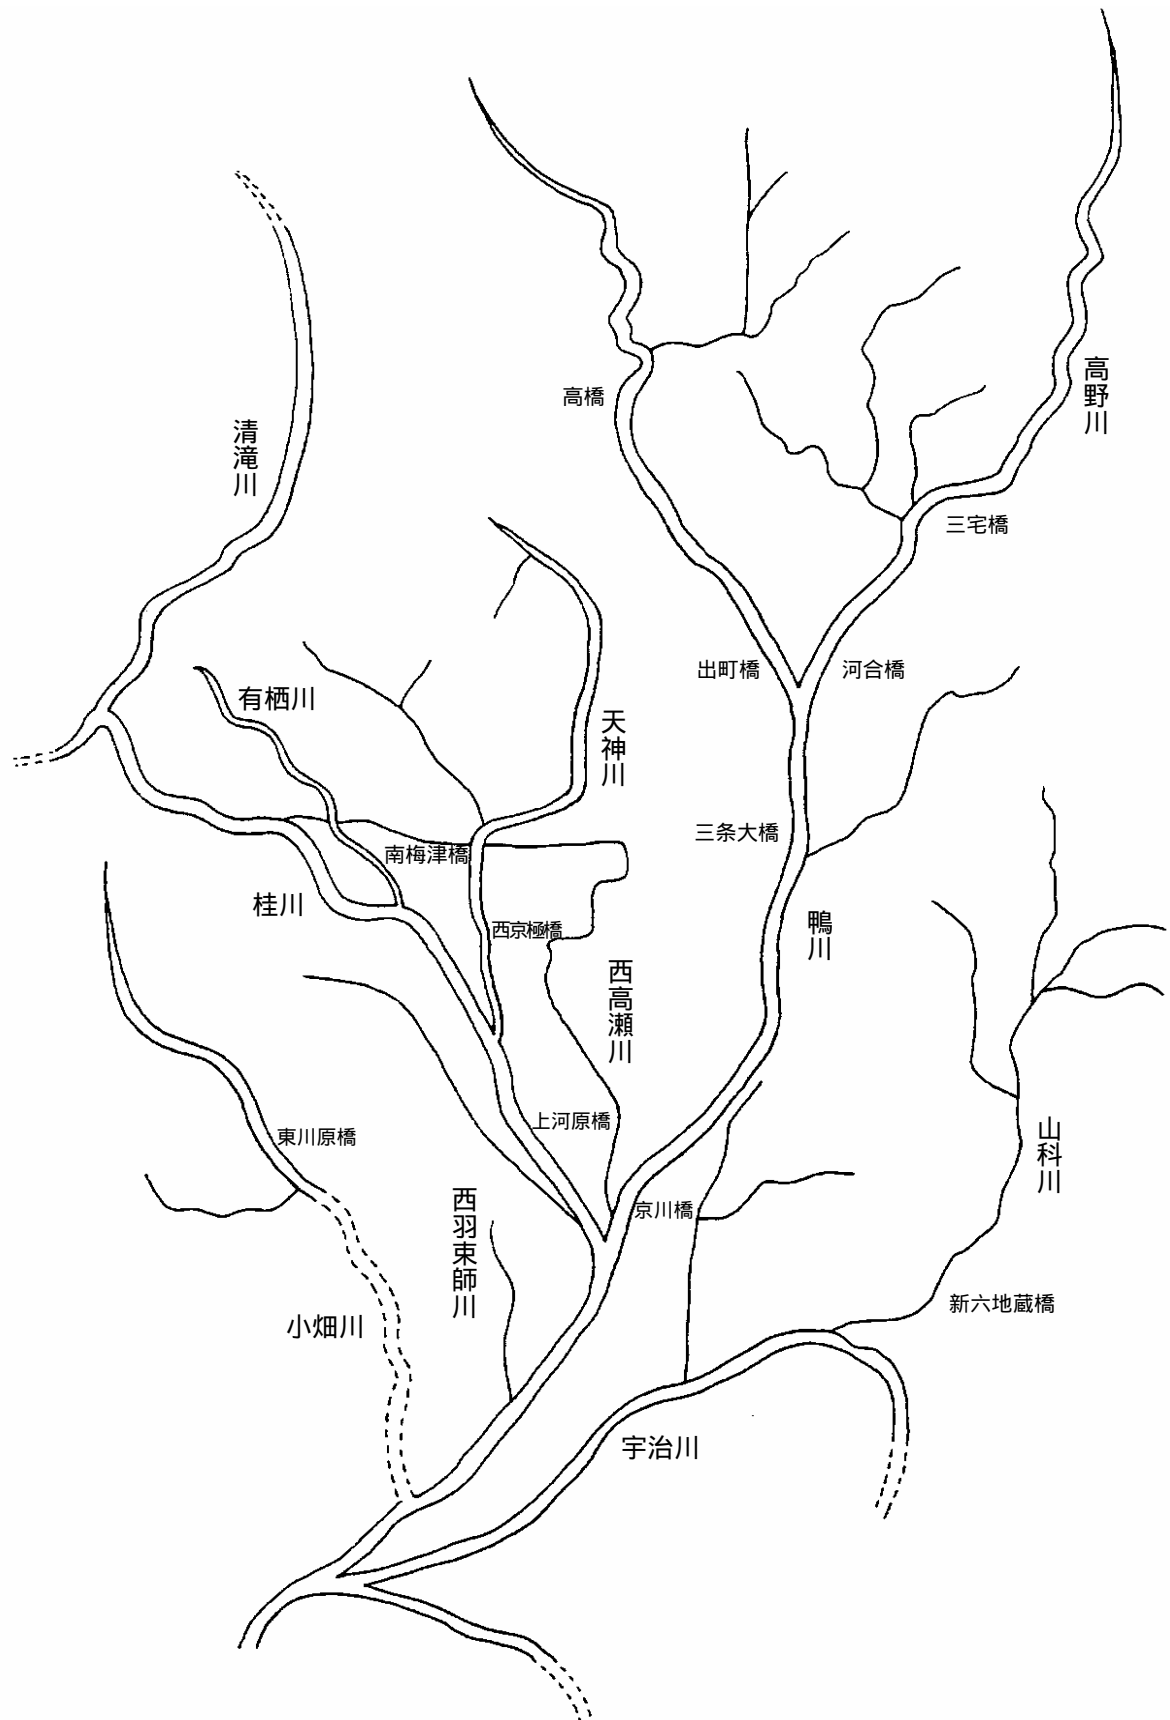 高野川
高橋
清滝川
三宅橋
出町橋
河合橋
有栖川
天神川
三条大橋
南梅津橋
桂川
西京極橋
鴨川
西高瀬川
上河原橋
東川原橋
山科川
西羽束師川
京川橋
新六地蔵橋
小畑川
宇治川